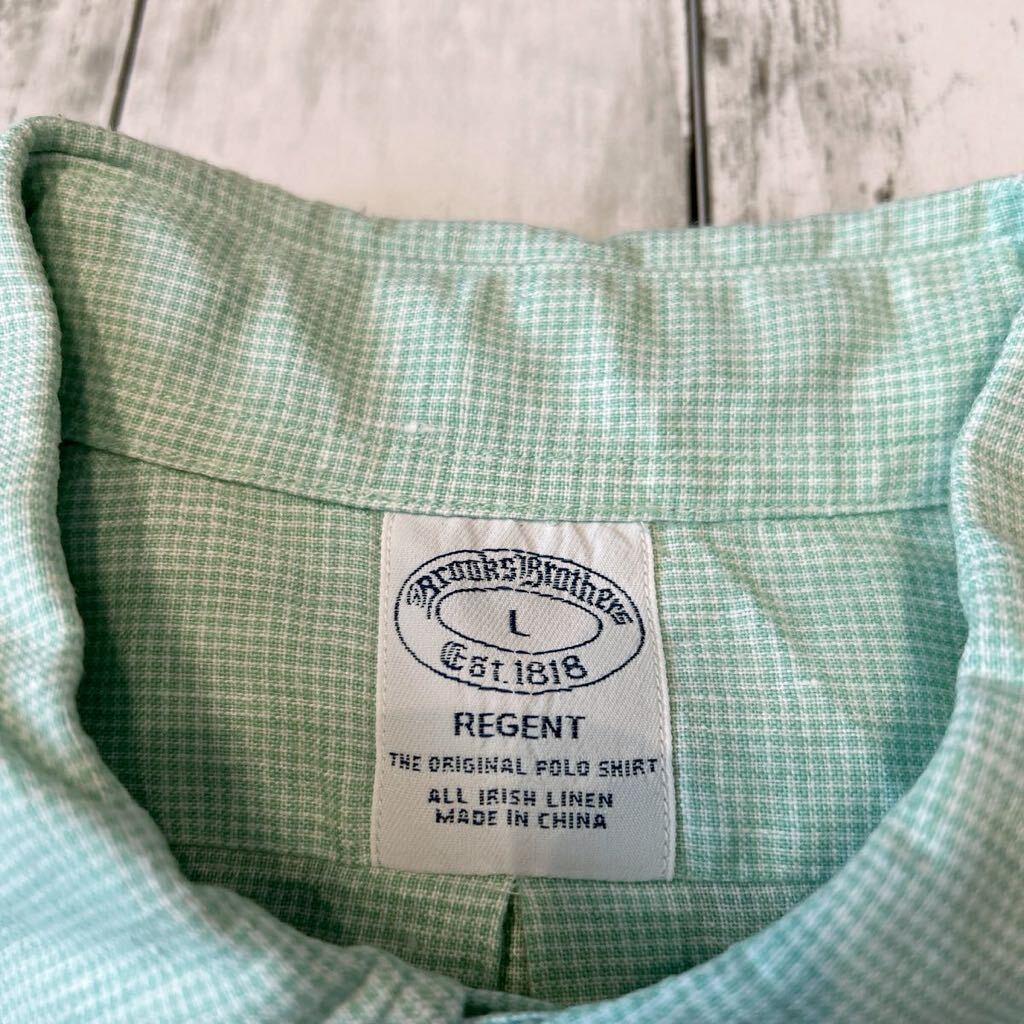 Brooks Brothers
L
Est. 1818
REGENT
THE ORIGINAL POLO SHIRT
ALL IRISH LINEN
MADE IN CHINA